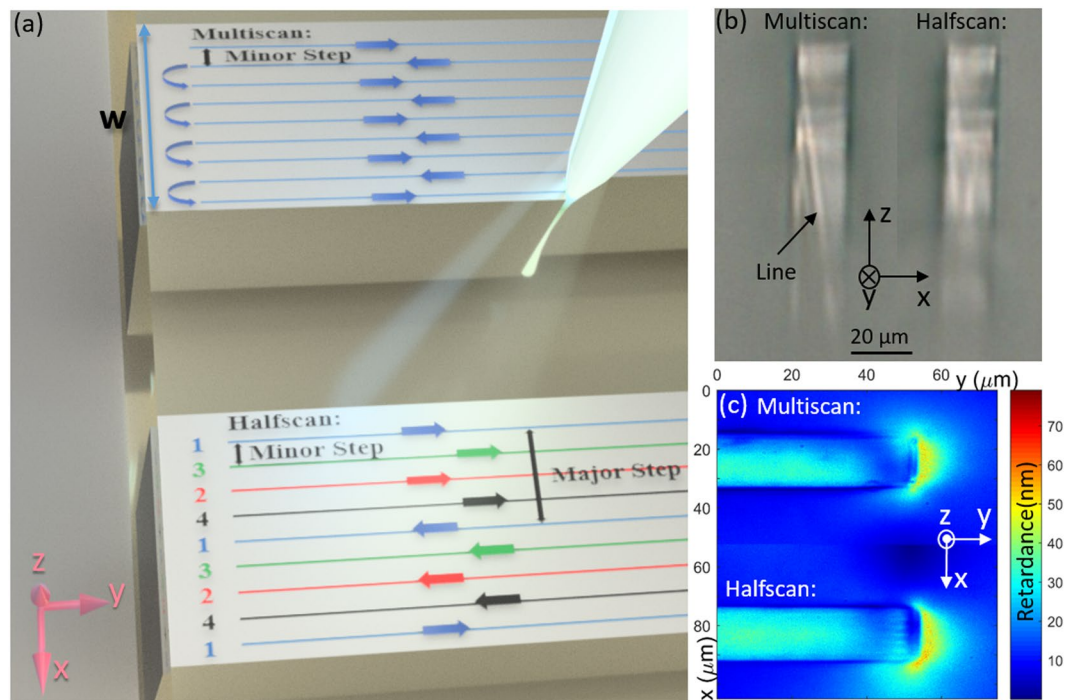 (a)
Multiscan:
Minor Step
W
Halfscan:
1
Minor Step
3
2
Major Step
4
1
3
2
4
1
z
y
x
(b)
Multiscan:
Halfscan:
Line
z
y
x
20 μm
0
20
40
60
y (μm)
0
(c)
Multiscan:
20
40
z
y
x
60
Halfscan:
80
x (μm)
70
60
50
40
30
20
10
Retardance(nm)